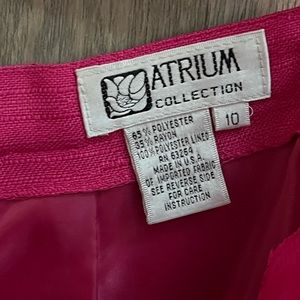 ATRIUM
COLLECTION
10
65% POLYESTER
35% RAYON
100% POLYESTER LINED
RN 63264
MADE IN U.S.A.
OF IMPORTED FABRIC
SEE REVERSE SIDE
FOR CARE
INSTRUCTION